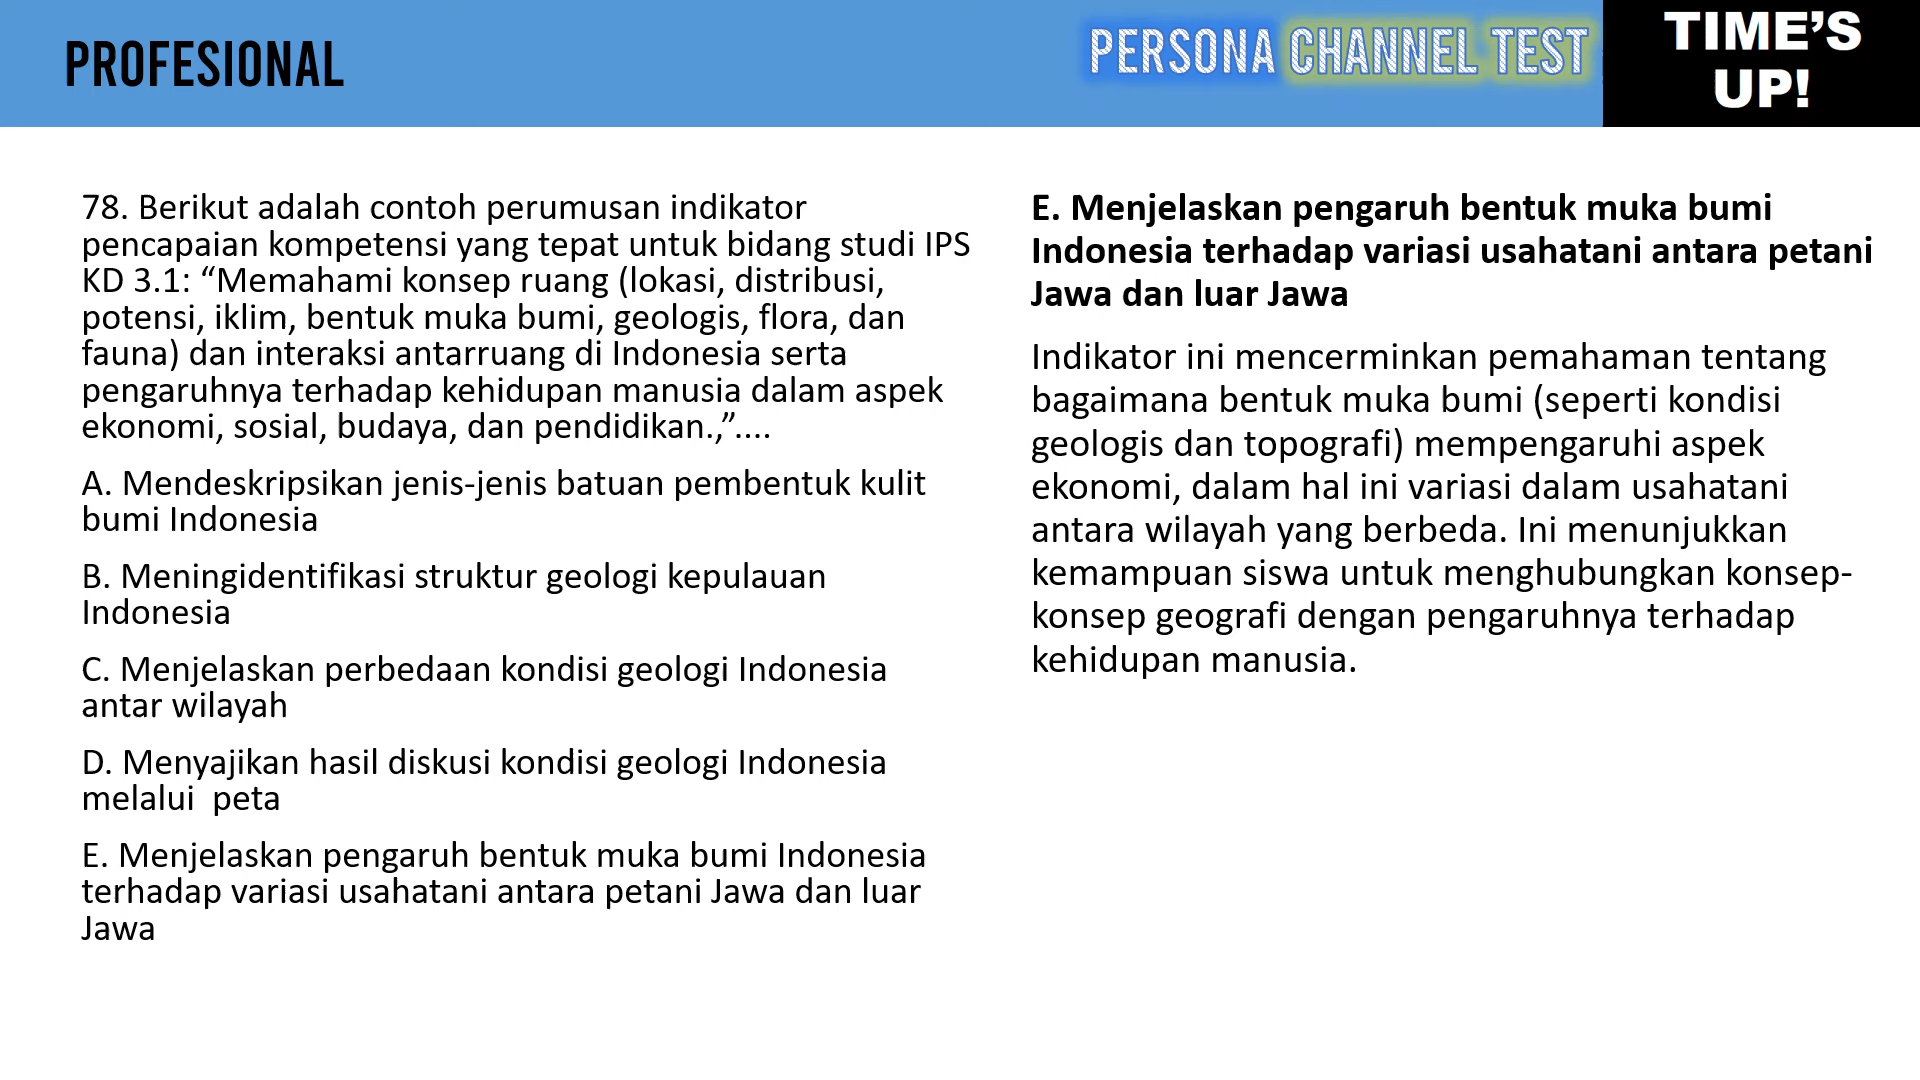 PROFESIONAL
PERSONA CHANNEL TEST
TIME’S
UP!
78. Berikut adalah contoh perumusan indikator
pencapaian kompetensi yang tepat untuk bidang studi IPS
KD 3.1: “Memahami konsep ruang (lokasi, distribusi,
potensi, iklim, bentuk muka bumi, geologis, flora, dan
fauna) dan interaksi antarruang di Indonesia serta
pengaruhnya terhadap kehidupan manusia dalam aspek
ekonomi, sosial, budaya, dan pendidikan.,”....
A. Mendeskripsikan jenis-jenis batuan pembentuk kulit
bumi Indonesia
B. Meningidentifikasi struktur geologi kepulauan
Indonesia
C. Menjelaskan perbedaan kondisi geologi Indonesia
antar wilayah
D. Menyajikan hasil diskusi kondisi geologi Indonesia
melalui  peta
E. Menjelaskan pengaruh bentuk muka bumi Indonesia
terhadap variasi usahatani antara petani Jawa dan luar
Jawa
E. Menjelaskan pengaruh bentuk muka bumi
Indonesia terhadap variasi usahatani antara petani
Jawa dan luar Jawa
Indikator ini mencerminkan pemahaman tentang
bagaimana bentuk muka bumi (seperti kondisi
geologis dan topografi) mempengaruhi aspek
ekonomi, dalam hal ini variasi dalam usahatani
antara wilayah yang berbeda. Ini menunjukkan
kemampuan siswa untuk menghubungkan konsep-
konsep geografi dengan pengaruhnya terhadap
kehidupan manusia.